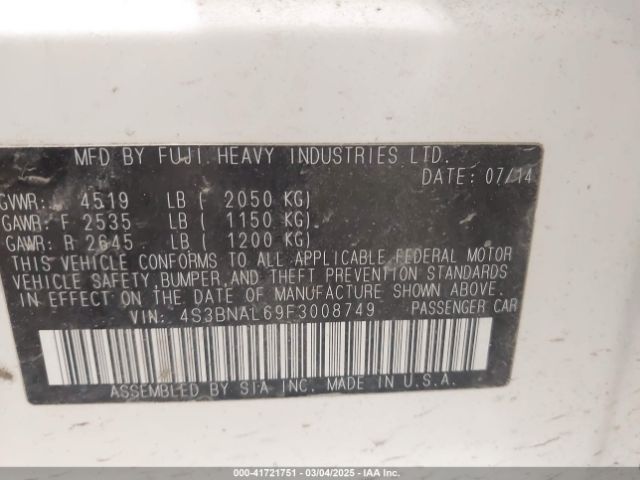 MFD BY FUJI HEAVY INDUSTRIES LTD.
DATE: 07/14
GVWR: 4519 LB ( 2050 KG)
GAWR: F 2535 LB ( 1150 KG)
GAWR: R 2645 LB ( 1200 KG)
THIS VEHICLE CONFORMS TO ALL APPLICABLE FEDERAL MOTOR
VEHICLE SAFETY, BUMPER, AND THEFT PREVENTION STANDARDS
IN EFFECT ON THE DATE OF MANUFACTURE SHOWN ABOVE.
VIN: 4S3BNAL69F3008749 PASSENGER CAR
ASSEMBLED BY SIA INC. MADE IN U.S.A.
000-41721751 | 03/04/2025 - IAA Inc.